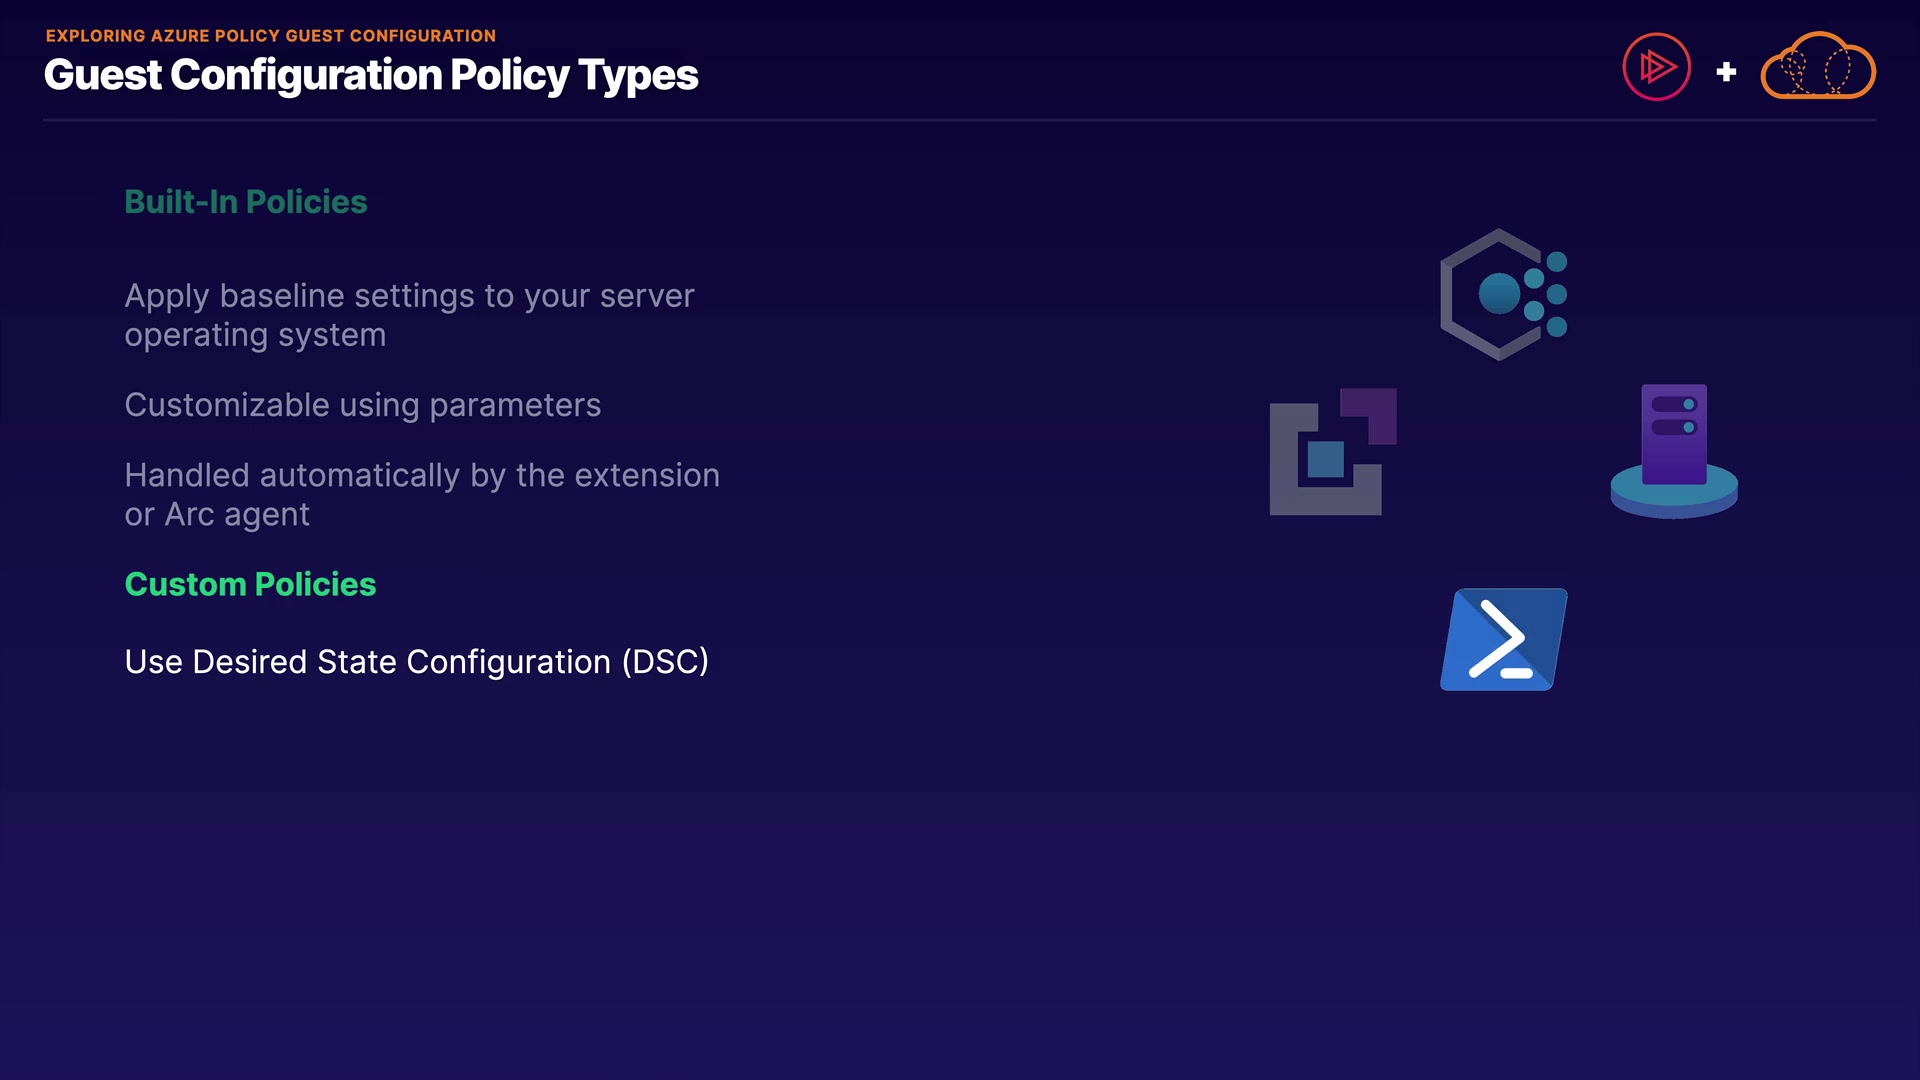 EXPLORING AZURE POLICY GUEST CONFIGURATION
Guest Configuration Policy Types
Built-In Policies
Apply baseline settings to your server
operating system
Customizable using parameters
Handled automatically by the extension
or Arc agent
Custom Policies
Use Desired State Configuration (DSC)